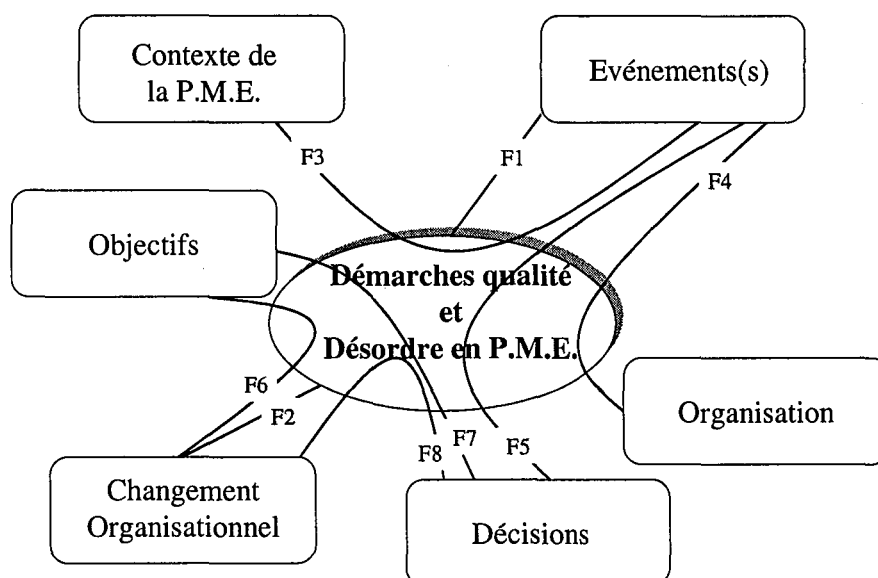 Contexte de
la P.M.E.
Evénements(s)
F3
F1
F4
Objectifs
Démarches qualité
et
Désordre en P.M.E.
F6
F2
Organisation
F8
F7
F5
Changement
Organisationnel
Décisions